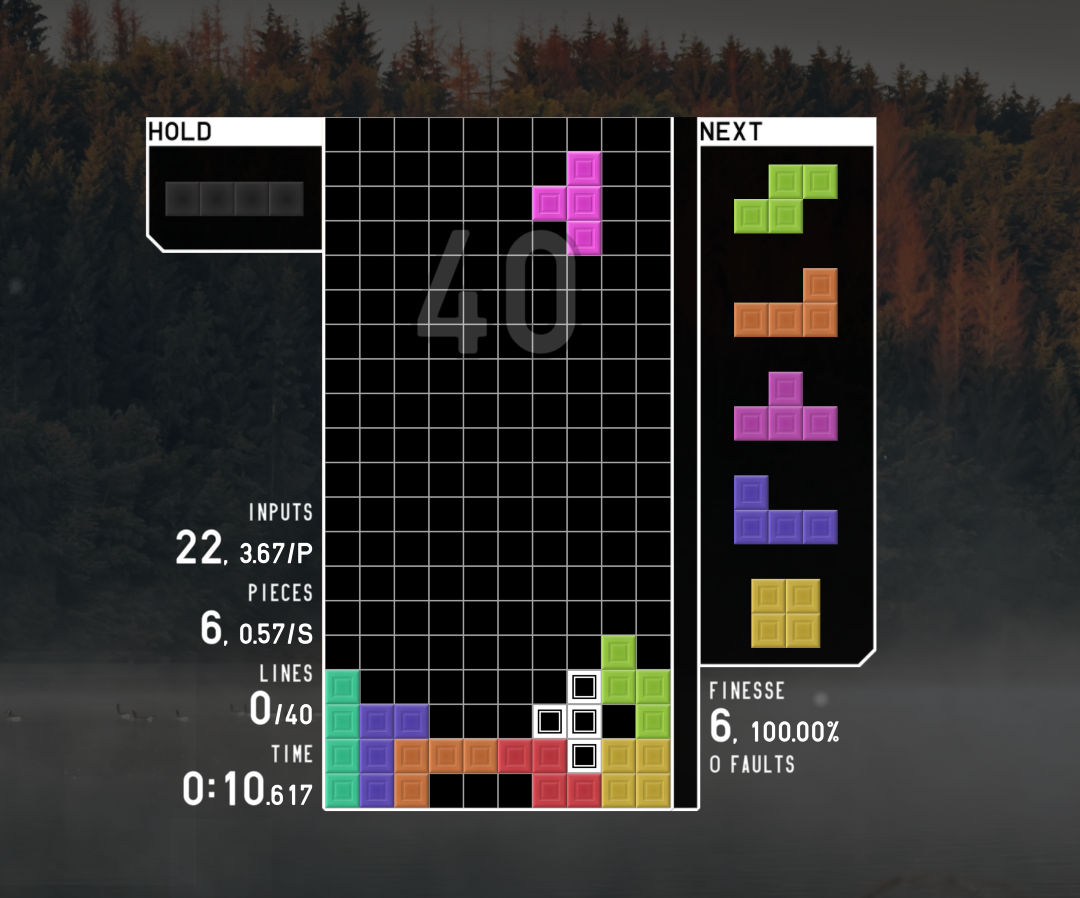 HOLD
NEXT
40
INPUTS
22, 3.67/P
PIECES
6, 0.57/S
LINES
0/40
TIME
0:10.617
FINESSE
6, 100.00%
0 FAULTS